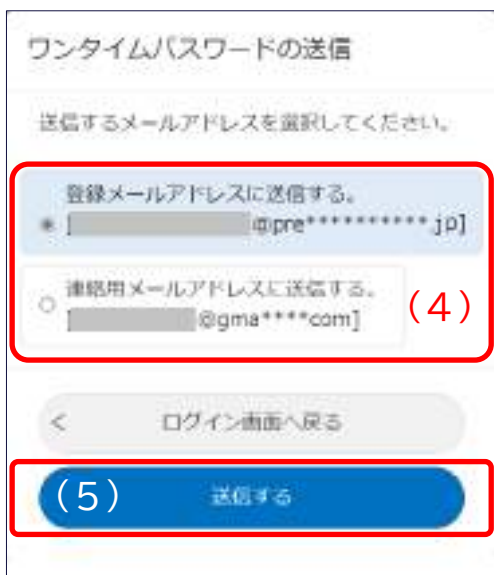 ワンタイムパスワードの送信
送信するメールアドレスを選択してください。
登録メールアドレスに送信する。
[ @pre**********.jp]
連絡用メールアドレスに送信する。
[ @gma****com]
(4)
< ログイン画面へ戻る
(5) 送信する